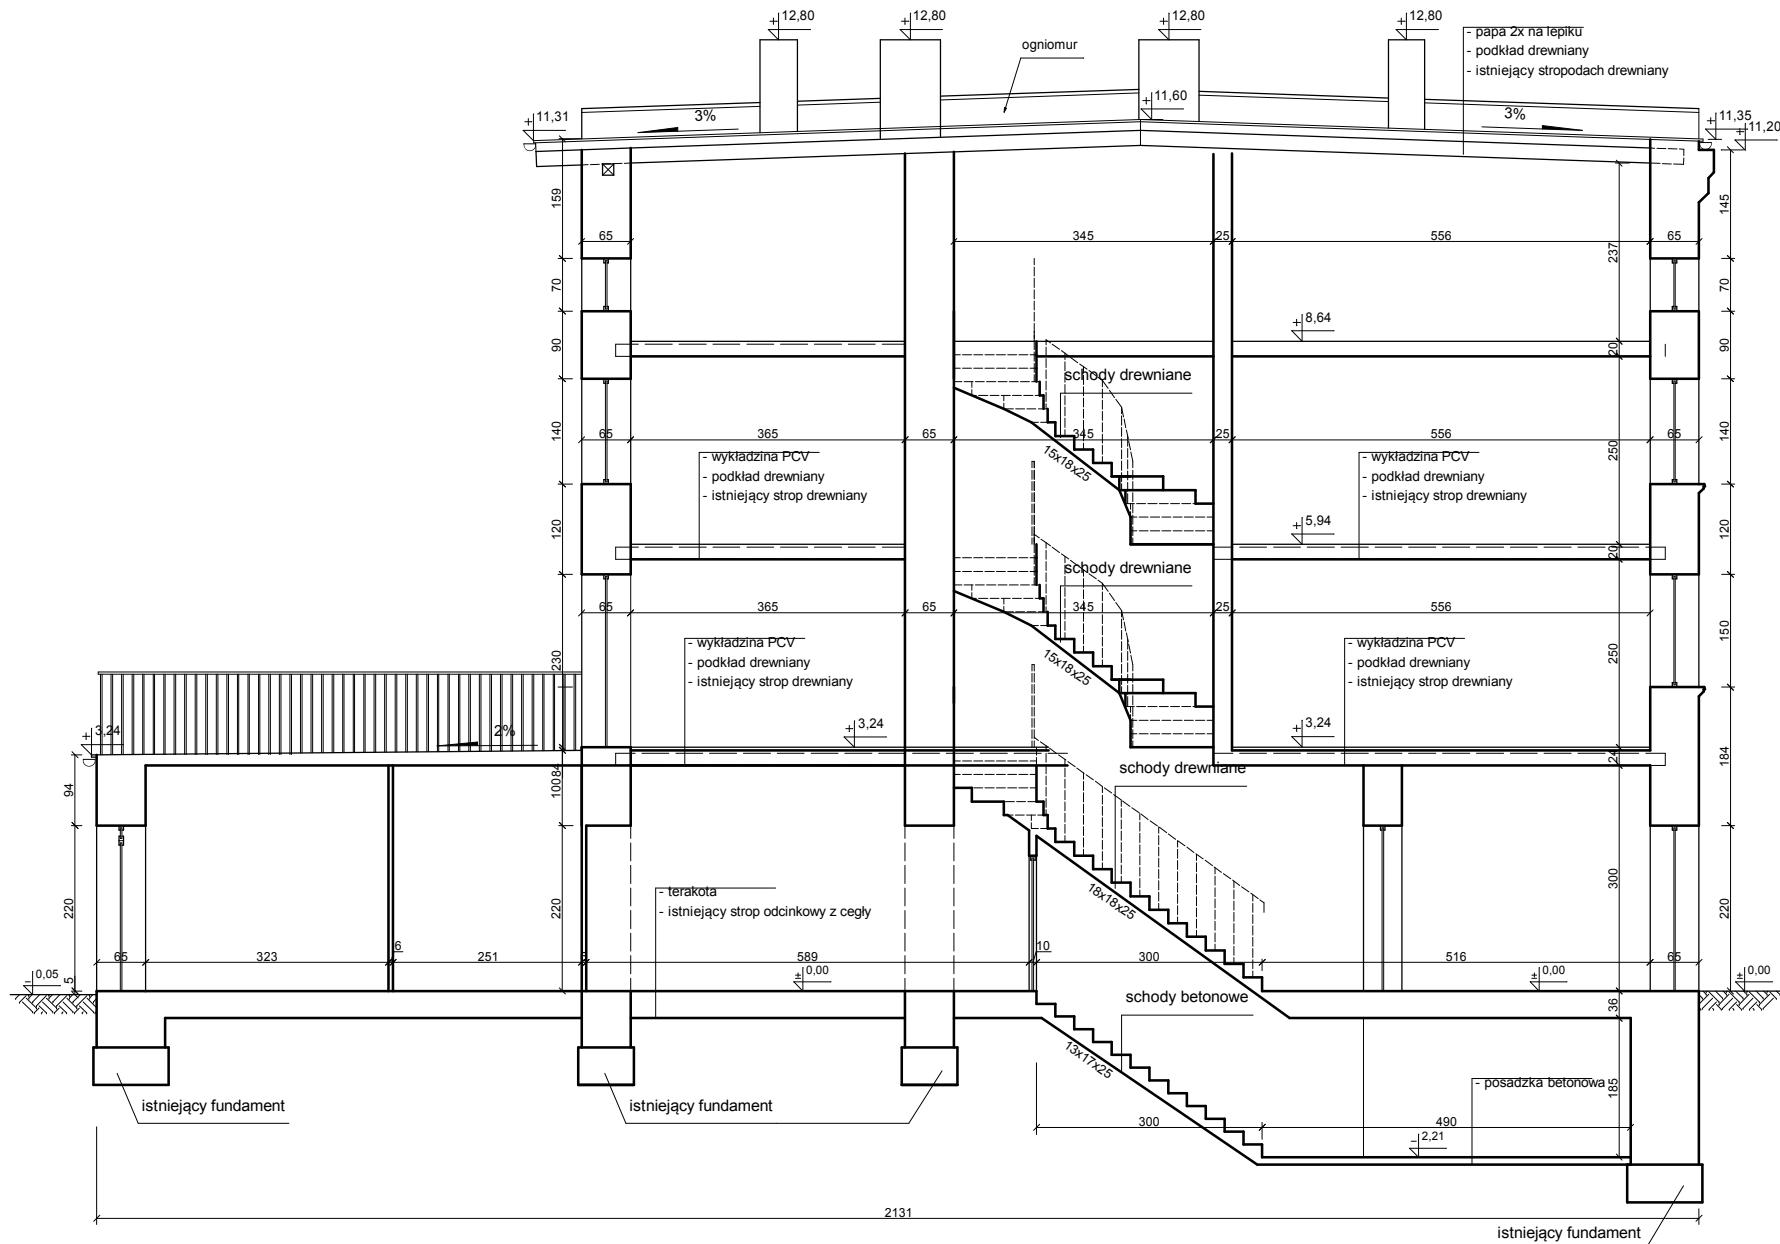 +12,80
+12,80
+12,80
+12,80
- papa 2x na lepiku
- podkład drewniany
- istniejący stropodach drewniany
ogniomur
+11,60
+11,31
3%
3%
+11,35
+11,20
159
145
65
345
25
556
65
237
70
70
+8,64
90
20
90
schody drewniane
140
65
365
65
345
25
556
65
140
250
15x18x25
- wykładzina PCV
- podkład drewniany
- istniejący strop drewniany
- wykładzina PCV
- podkład drewniany
- istniejący strop drewniany
120
+5,94
120
20
schody drewniane
65
365
65
345
25
556
150
230
250
15x18x25
- wykładzina PCV
- podkład drewniany
- istniejący strop drewniany
- wykładzina PCV
- podkład drewniany
- istniejący strop drewniany
+3,24
2%
+3,24
+3,24
24
184
schody drewniane
94
84
100
18x18x25
300
- terakota
- istniejący strop odcinkowy z cegły
220
220
220
65
323
6
251
589
10
300
516
65
-0,05
5
±0,00
±0,00
±0,00
36
schody betonowe
13x17x25
185
- posadzka betonowa
istniejący fundament
istniejący fundament
300
490
-2,21
2131
istniejący fundament